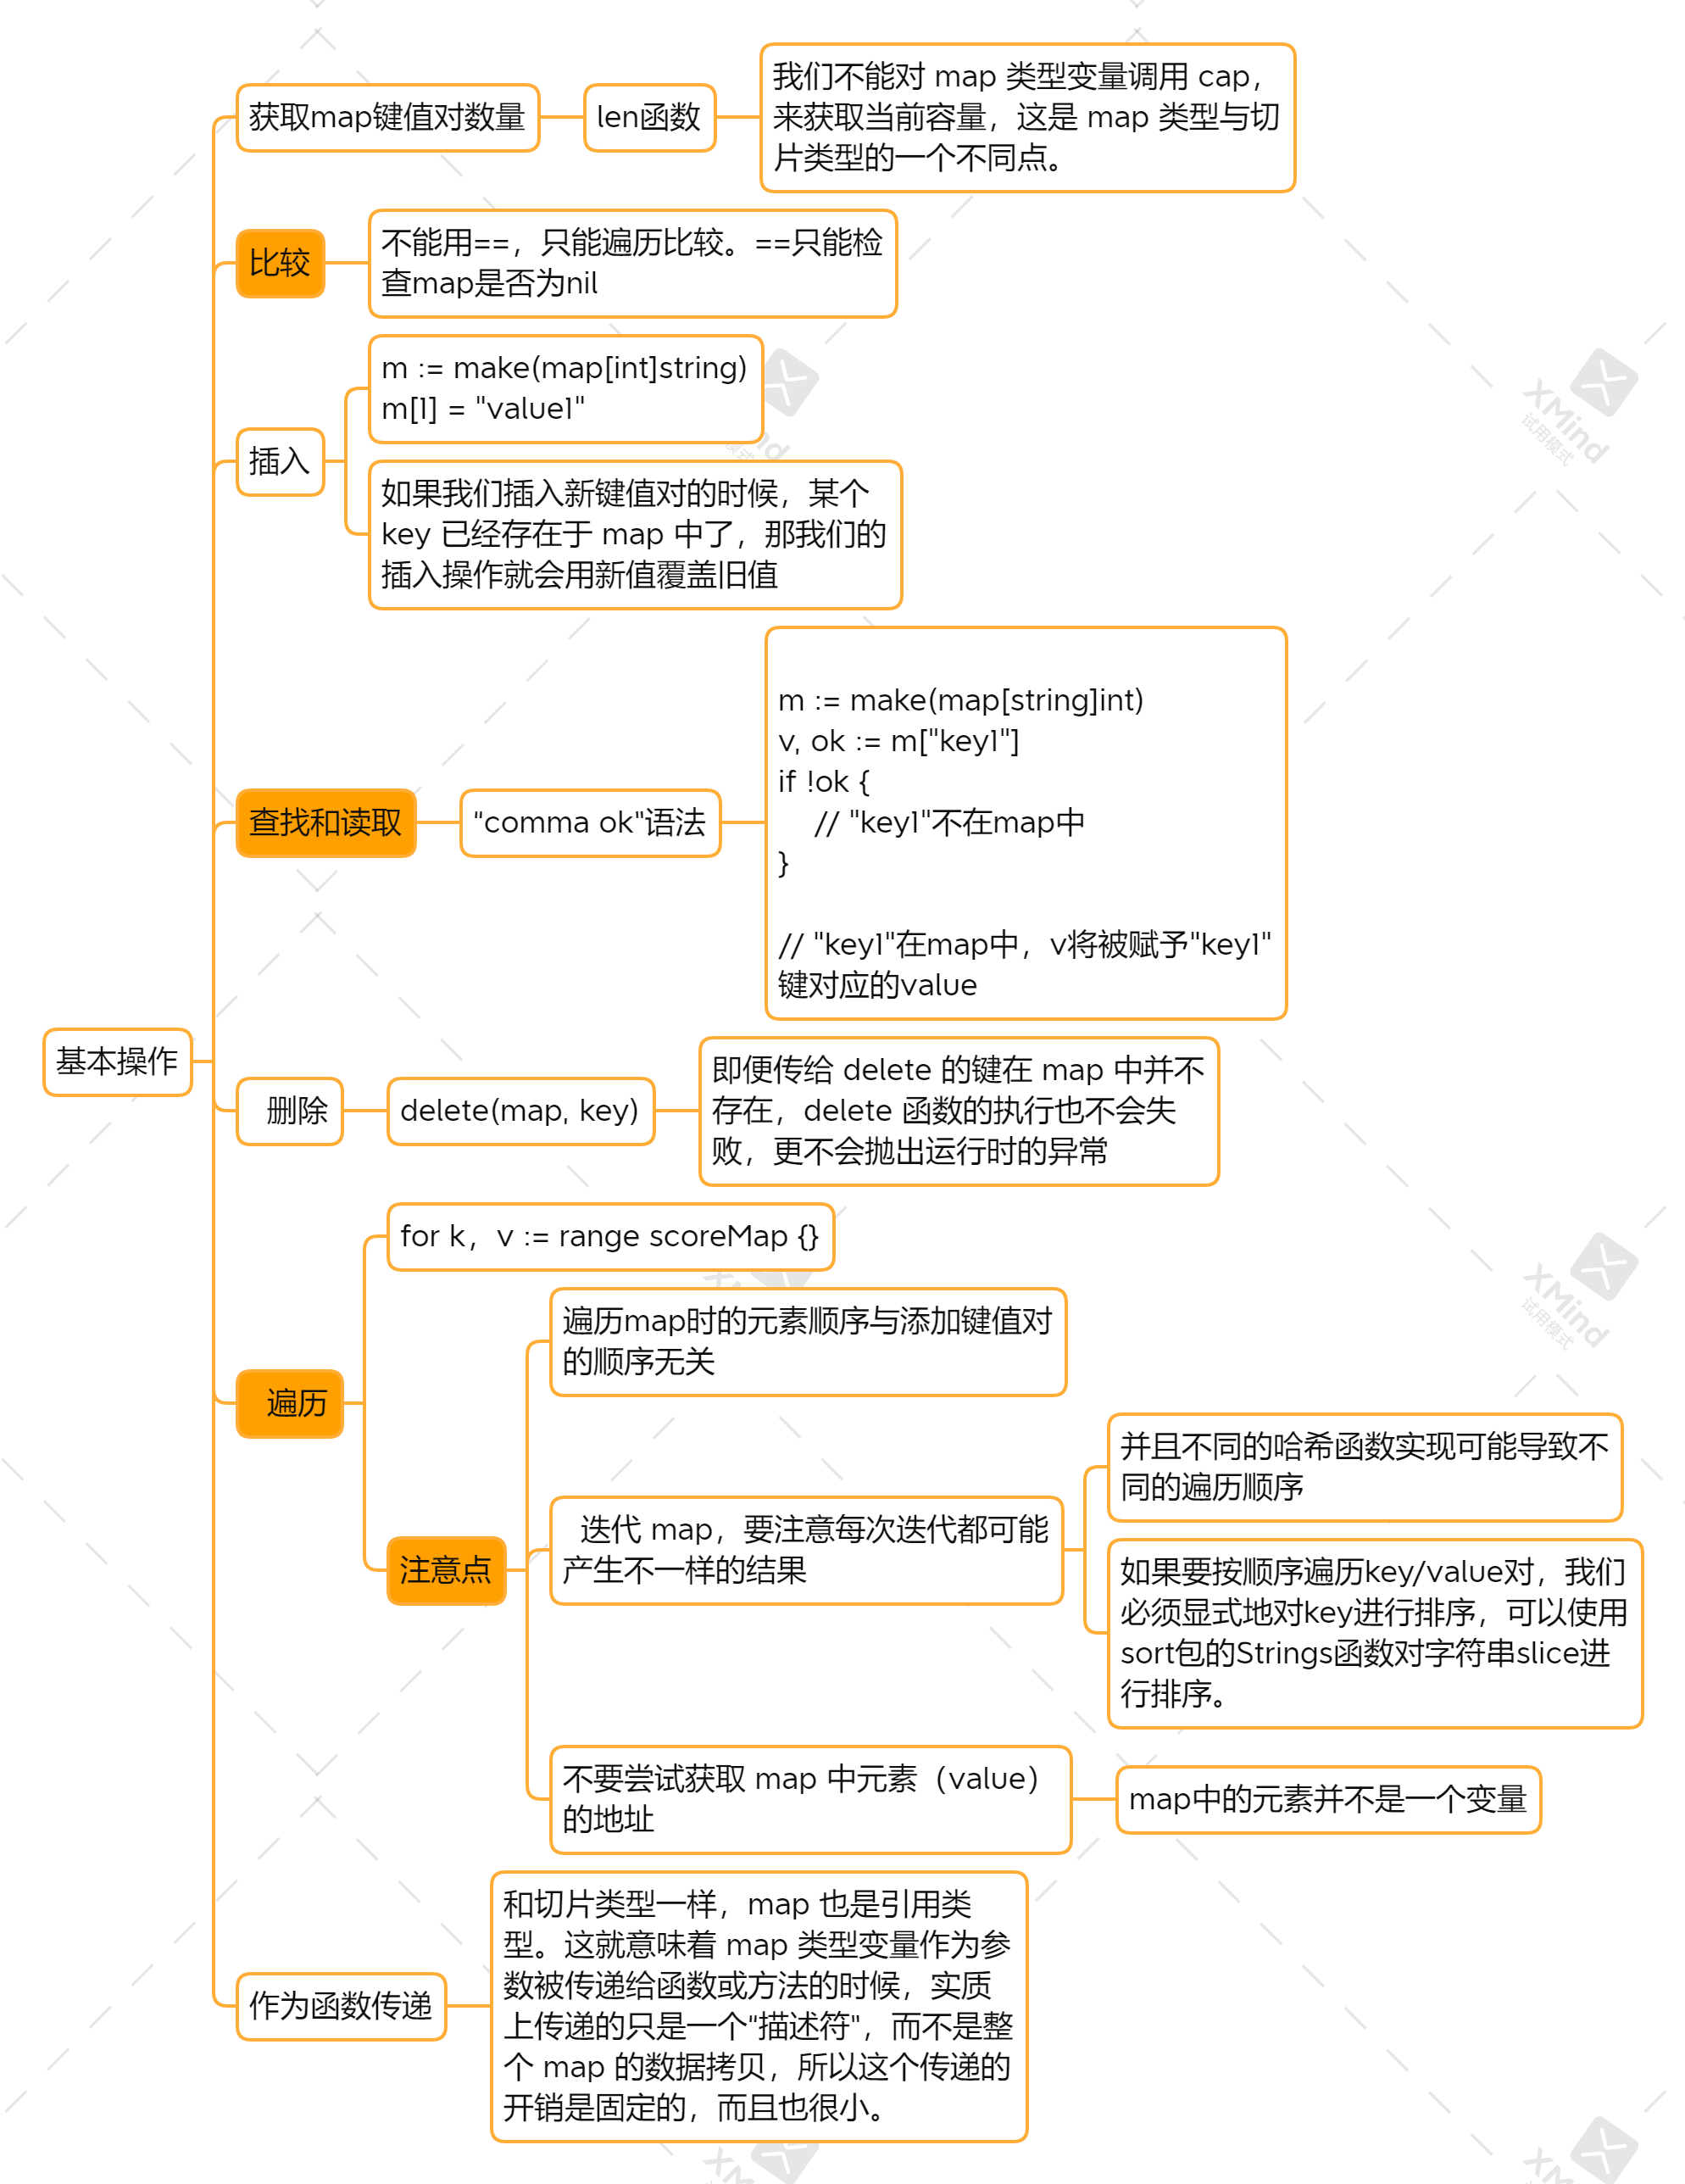 获取map键值对数量
len函数
我们不能对 map 类型变量调用 cap，
来获取当前容量，这是 map 类型与切
片类型的一个不同点。
比较
不能用==，只能遍历比较。==只能检
查map是否为nil
插入
m := make(map[int]string)
m[1] = "value1"
如果我们插入新键值对的时候，某个
key 已经存在于 map 中了，那我们的
插入操作就会用新值覆盖旧值
查找和读取
“comma ok”语法
m := make(map[string]int)
v, ok := m["key1"]
if !ok {
// "key1"不在map中
}
// "key1"在map中，v将被赋予"key1"
键对应的value
基本操作
删除
delete(map, key)
即便传给 delete 的键在 map 中并不
存在，delete 函数的执行也不会失
败，更不会抛出运行时的异常
遍历
for k，v := range scoreMap {}
注意点
遍历map时的元素顺序与添加键值对
的顺序无关
迭代 map，要注意每次迭代都可能
产生不一样的结果
并且不同的哈希函数实现可能导致不
同的遍历顺序
如果要按顺序遍历key/value对，我们
必须显式地对key进行排序，可以使用
sort包的Strings函数对字符串slice进
行排序。
不要尝试获取 map 中元素（value）
的地址
map中的元素并不是一个变量
作为函数传递
和切片类型一样，map 也是引用类
型。这就意味着 map 类型变量作为参
数被传递给函数或方法的时候，实质
上传递的只是一个“描述符”，而不是整
个 map 的数据拷贝，所以这个传递的
开销是固定的，而且也很小。
XMind
试用模式
XMind
试用模式